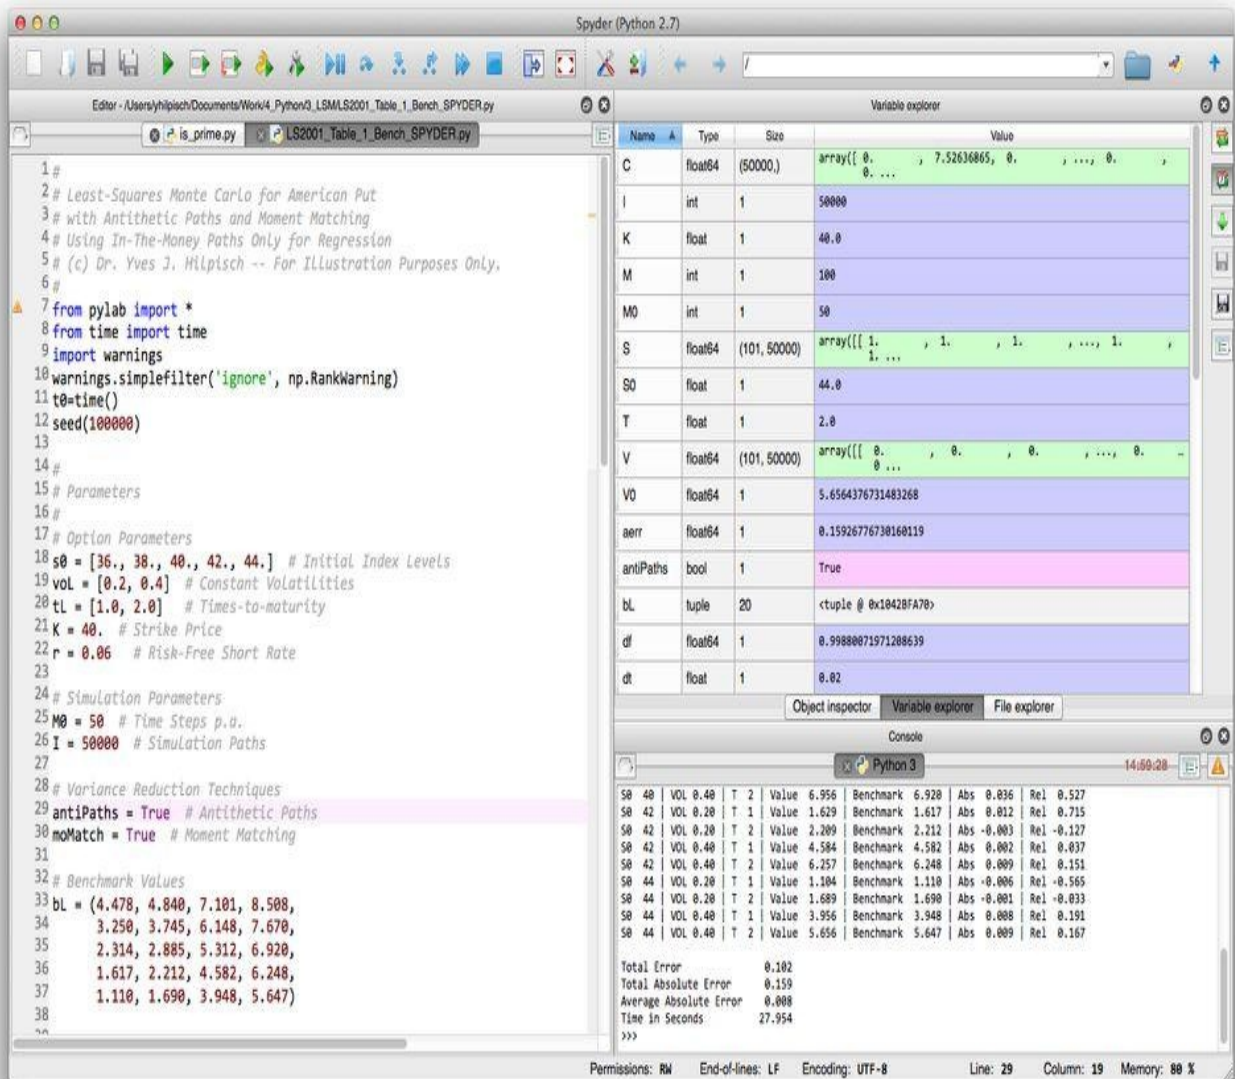 Spyder (Python 2.7)
/
Editor - /Users/yhilpisch/Documents/Work/4_Python/3_LSM/LS2001_Table_1_Bench_SPYDER.py
is_prime.py LS2001_Table_1_Bench_SPYDER.py
1 #
2 # Least-Squares Monte Carlo for American Put
3 # with Antithetic Paths and Moment Matching
4 # Using In-The-Money Paths Only for Regression
5 # (c) Dr. Yves J. Hilpisch -- For Illustration Purposes Only.
6 #
7 from pylab import *
8 from time import time
9 import warnings
10 warnings.simplefilter('ignore', np.RankWarning)
11 t0=time()
12 seed(100000)
13
14 #
15 # Parameters
16 #
17 # Option Parameters
18 s0 = [36., 38., 40., 42., 44.] # Initial Index Levels
19 voL = [0.2, 0.4] # Constant Volatilities
20 tL = [1.0, 2.0] # Times-to-maturity
21 K = 40. # Strike Price
22 r = 0.06 # Risk-Free Short Rate
23
24 # Simulation Parameters
25 M0 = 50 # Time Steps p.a.
26 I = 50000 # Simulation Paths
27
28 # Variance Reduction Techniques
29 antiPaths = True # Antithetic Paths
30 moMatch = True # Moment Matching
31
32 # Benchmark Values
33 bL = (4.478, 4.840, 7.101, 8.508,
34 3.250, 3.745, 6.148, 7.670,
35 2.314, 2.885, 5.312, 6.920,
36 1.617, 2.212, 4.582, 6.248,
37 1.110, 1.690, 3.948, 5.647)
38
Variable explorer
Name Type Size Value
C float64 (50000,) array([ 0. , 7.52636865, 0. , ..., 0. ,
0. ...
I int 1 50000
K float 1 40.0
M int 1 100
M0 int 1 50
S float64 (101, 50000) array([[ 1. , 1. , 1. , ..., 1. ,
1. ...
S0 float 1 44.0
T float 1 2.0
V float64 (101, 50000) array([[ 0. , 0. , 0. , ..., 0. …
0 ...
V0 float64 1 5.6564376731483268
aerr float64 1 0.15926776730160119
antiPaths bool 1 True
bL tuple 20 <tuple @ 0x1042BFA70>
df float64 1 0.99880071971208639
dt float 1 0.02
Object inspector Variable explorer File explorer
Console
Python 3 14:59:28
S0 40 | VOL 0.40 | T 2 | Value 6.956 | Benchmark 6.920 | Abs 0.036 | Rel 0.527
S0 42 | VOL 0.20 | T 1 | Value 1.629 | Benchmark 1.617 | Abs 0.012 | Rel 0.715
S0 42 | VOL 0.20 | T 2 | Value 2.209 | Benchmark 2.212 | Abs -0.003 | Rel -0.127
S0 42 | VOL 0.40 | T 1 | Value 4.584 | Benchmark 4.582 | Abs 0.002 | Rel 0.037
S0 42 | VOL 0.40 | T 2 | Value 6.257 | Benchmark 6.248 | Abs 0.009 | Rel 0.151
S0 44 | VOL 0.20 | T 1 | Value 1.104 | Benchmark 1.110 | Abs -0.006 | Rel -0.565
S0 44 | VOL 0.20 | T 2 | Value 1.689 | Benchmark 1.690 | Abs -0.001 | Rel -0.033
S0 44 | VOL 0.40 | T 1 | Value 3.956 | Benchmark 3.948 | Abs 0.008 | Rel 0.191
S0 44 | VOL 0.40 | T 2 | Value 5.656 | Benchmark 5.647 | Abs 0.009 | Rel 0.167
Total Error 0.102
Total Absolute Error 0.159
Average Absolute Error 0.008
Time in Seconds 27.954
>>>
Permissions: RW End-of-lines: LF Encoding: UTF-8 Line: 29 Column: 19 Memory: 80 %